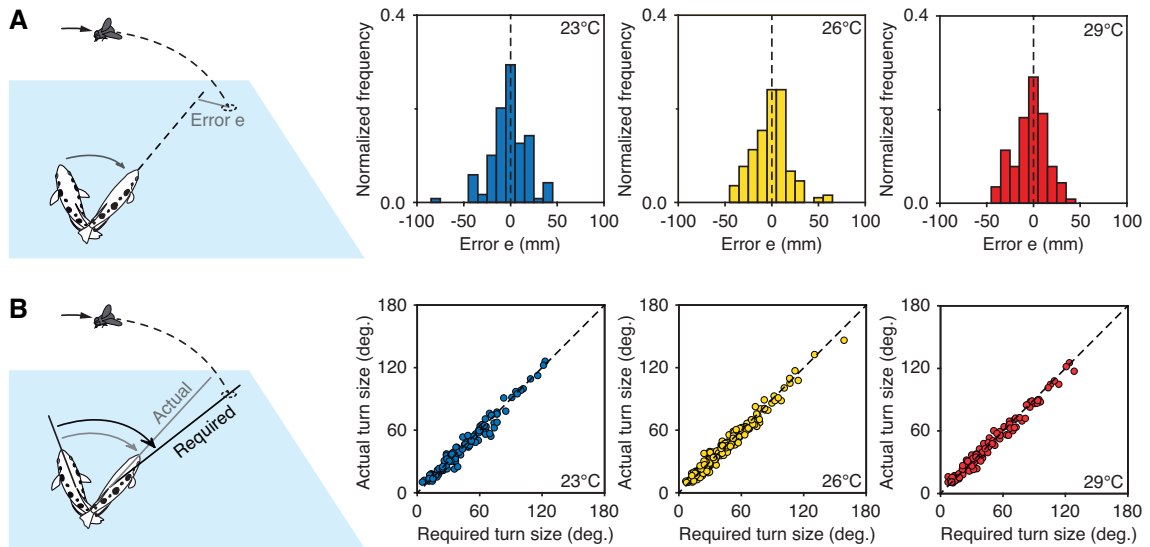 A
Error e
Normalized frequency
0.4
0.0
23°C
-100 -50 0 50 100
Error e (mm)
Normalized frequency
0.4
0.0
26°C
-100 -50 0 50 100
Error e (mm)
Normalized frequency
0.4
0.0
29°C
-100 -50 0 50 100
Error e (mm)
B
Actual
Required
Actual turn size (deg.)
180
120
60
0
23°C
0 60 120 180
Required turn size (deg.)
Actual turn size (deg.)
180
120
60
0
26°C
0 60 120 180
Required turn size (deg.)
Actual turn size (deg.)
180
120
60
0
29°C
0 60 120 180
Required turn size (deg.)